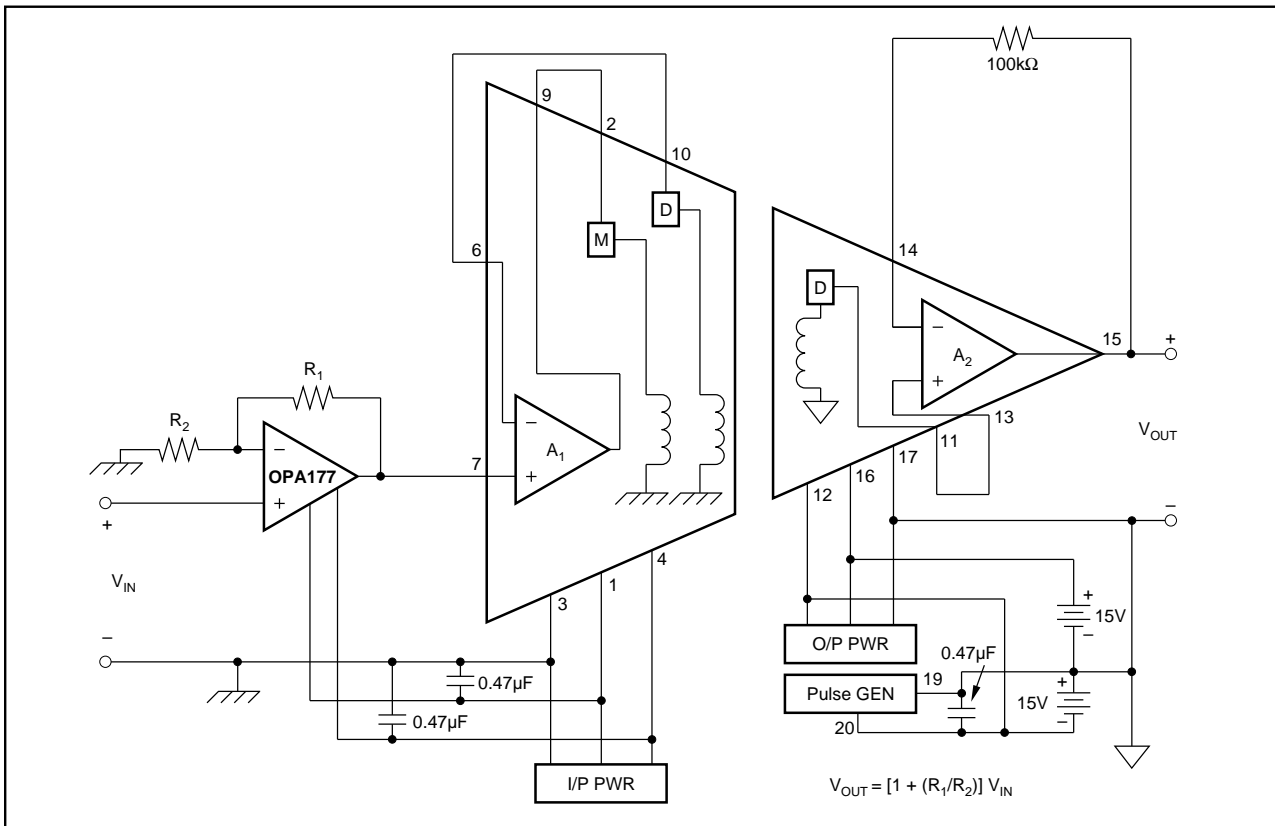 100kΩ
9
2
10
D
M
6
14
D
−
A2
+
15
+
13
R1
R2
−
A1
+
7
−
OPA177
+
11
VOUT
17
16
12
+
4
−
VIN
1
3
+
15V
−
O/P PWR
−
0.47µF
0.47µF
19
+
Pulse GEN
15V
0.47µF
20
−
I/P PWR
VOUT = [1 + (R1/R2)] VIN